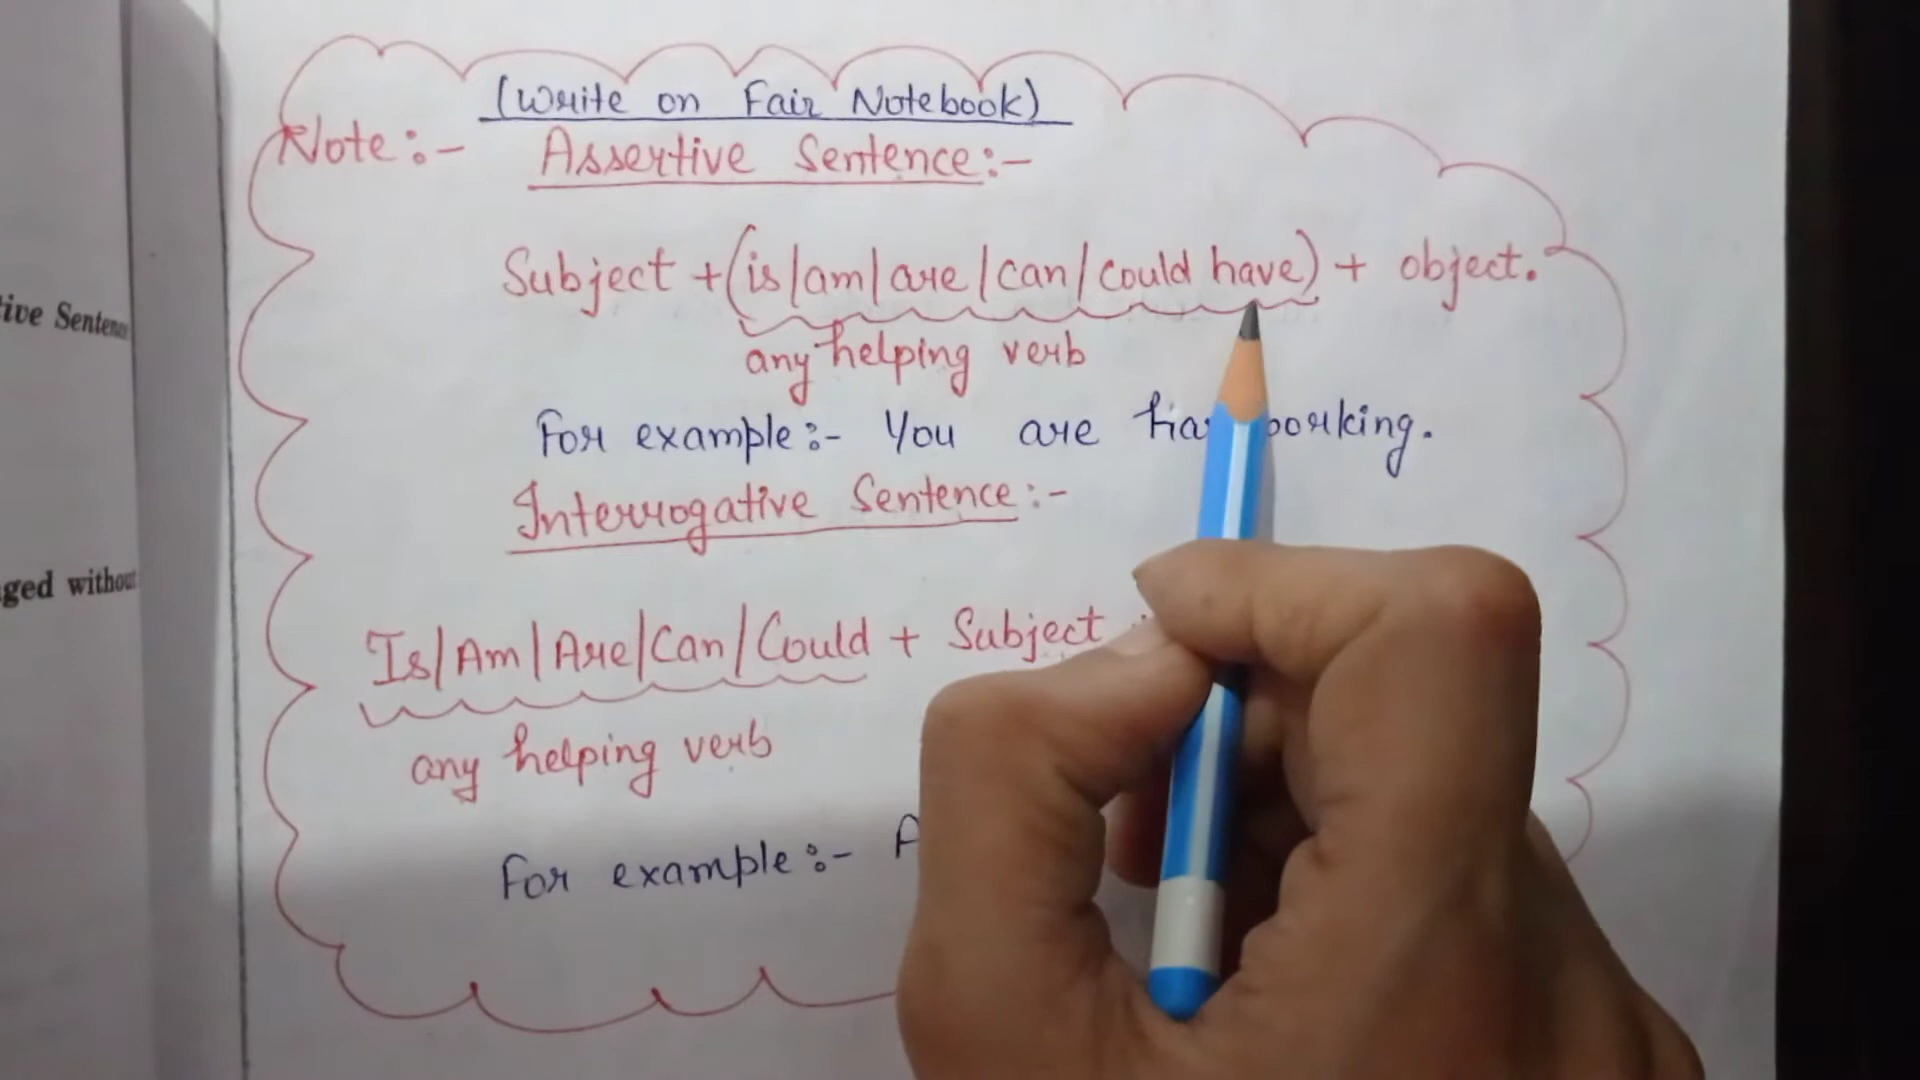 (Write on Fair Notebook)
Note:- Assertive Sentence:-
Subject + (is/am/are/can/could have) + object.
any helping verb
For example:- You are
Interrogative Sentence:-
Is/Am/Are/Can/Could + Subject
any helping verb
For example:-
ive Sentence
ged without